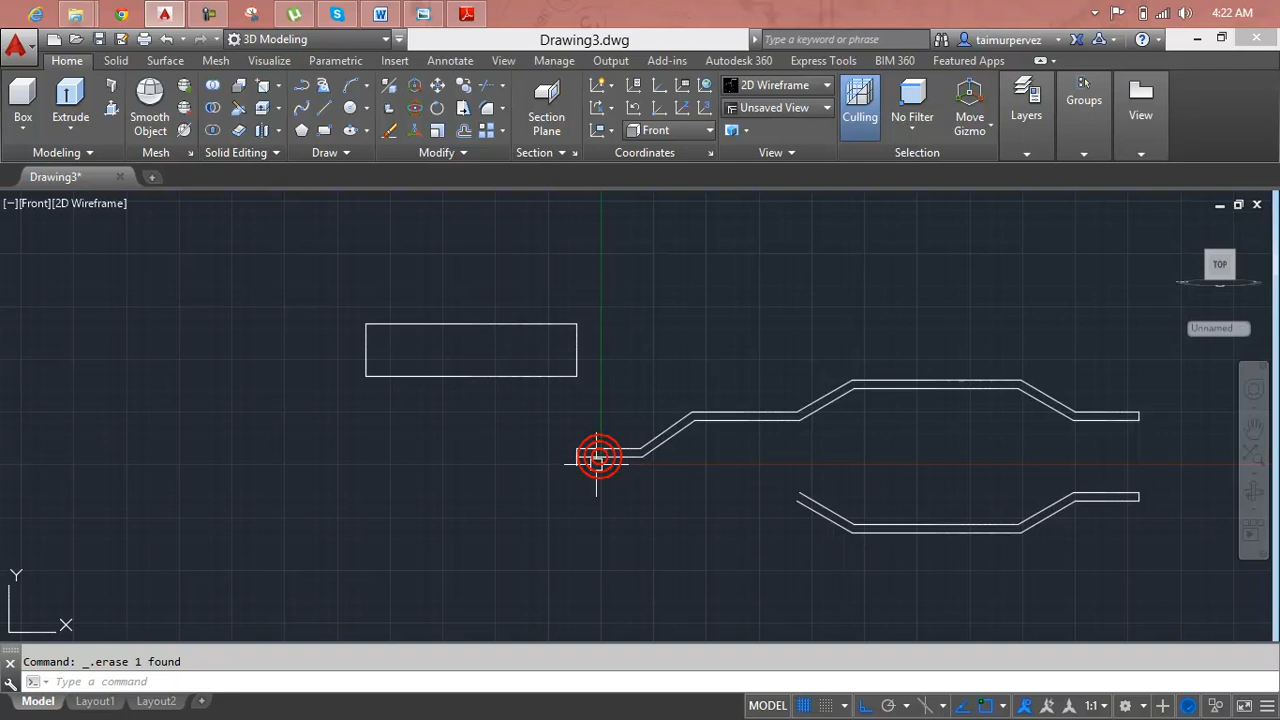 4:22 AM
3D Modeling
Drawing3.dwg
Type a keyword or phrase
taimurpervez
Home Solid Surface Mesh Visualize Parametric Insert Annotate View Manage Output Add-ins Autodesk 360 Express Tools BIM 360 Featured Apps
2D Wireframe
Unsaved View
Front
Box Extrude Smooth Object Section Plane Culling No Filter Move Gizmo Layers Groups View
Modeling Mesh Solid Editing Draw Modify Section Coordinates View Selection
Drawing3*
[−][Front][2D Wireframe]
TOP
Unnamed
Y
X
Command: _.erase 1 found
Type a command
Model Layout1 Layout2
MODEL
1:1